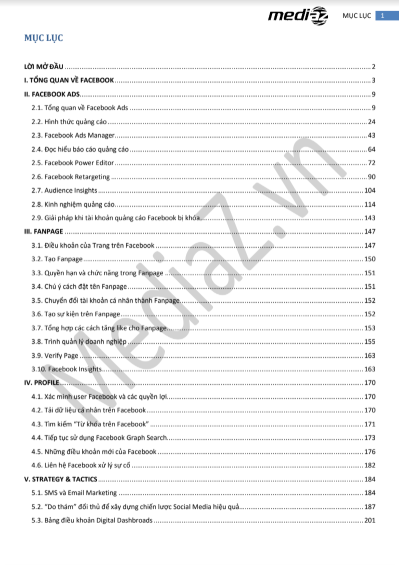 mediaz MỤC LỤC 1
MỤC LỤC
LỜI MỞ ĐẦU ........ 2
I. TỔNG QUAN VỀ FACEBOOK ........ 3
II. FACEBOOK ADS ........ 9
2.1. Tổng quan về Facebook Ads ........ 9
2.2. Hình thức quảng cáo ........ 24
2.3. Facebook Ads Manager ........ 43
2.4. Đọc hiểu báo cáo quảng cáo ........ 64
2.5. Facebook Power Editor ........ 72
2.6. Facebook Retargeting ........ 90
2.7. Audience Insights ........ 104
2.8. Kinh nghiệm quảng cáo ........ 114
2.9. Giải pháp khi tài khoản quảng cáo Facebook bị khóa ........ 143
III. FANPAGE ........ 147
3.1. Điều khoản của Trang trên Facebook ........ 147
3.2. Tạo Fanpage ........ 150
3.3. Quyền hạn và chức năng trong Fanpage ........ 151
3.4. Chú ý cách đặt tên Fanpage ........ 151
3.5. Chuyển đổi tài khoản cá nhân thành Fanpage ........ 152
3.6. Tạo sự kiện trên Fanpage ........ 152
3.7. Tổng hợp các cách tăng like cho Fanpage ........ 153
3.8. Trình quản lý doanh nghiệp ........ 155
3.9. Verify Page ........ 163
3.10. Facebook Insights ........ 163
IV. PROFILE ........ 170
4.1. Xác minh user Facebook và các quyền lợi ........ 170
4.2. Tải dữ liệu cá nhân trên Facebook ........ 170
4.3. Tìm kiếm "Từ khóa trên Facebook" ........ 171
4.4. Tiếp tục sử dụng Facebook Graph Search ........ 173
4.5. Những điều khoản mới của Facebook ........ 176
4.6. Liên hệ Facebook xử lý sự cố ........ 182
V. STRATEGY & TACTICS ........ 184
5.1. SMS và Email Marketing ........ 184
5.2. "Do thám" đối thủ để xây dựng chiến lược Social Media hiệu quả ........ 187
5.3. Bảng điều khoản Digital Dashbroads ........ 201
MediaZ.vn